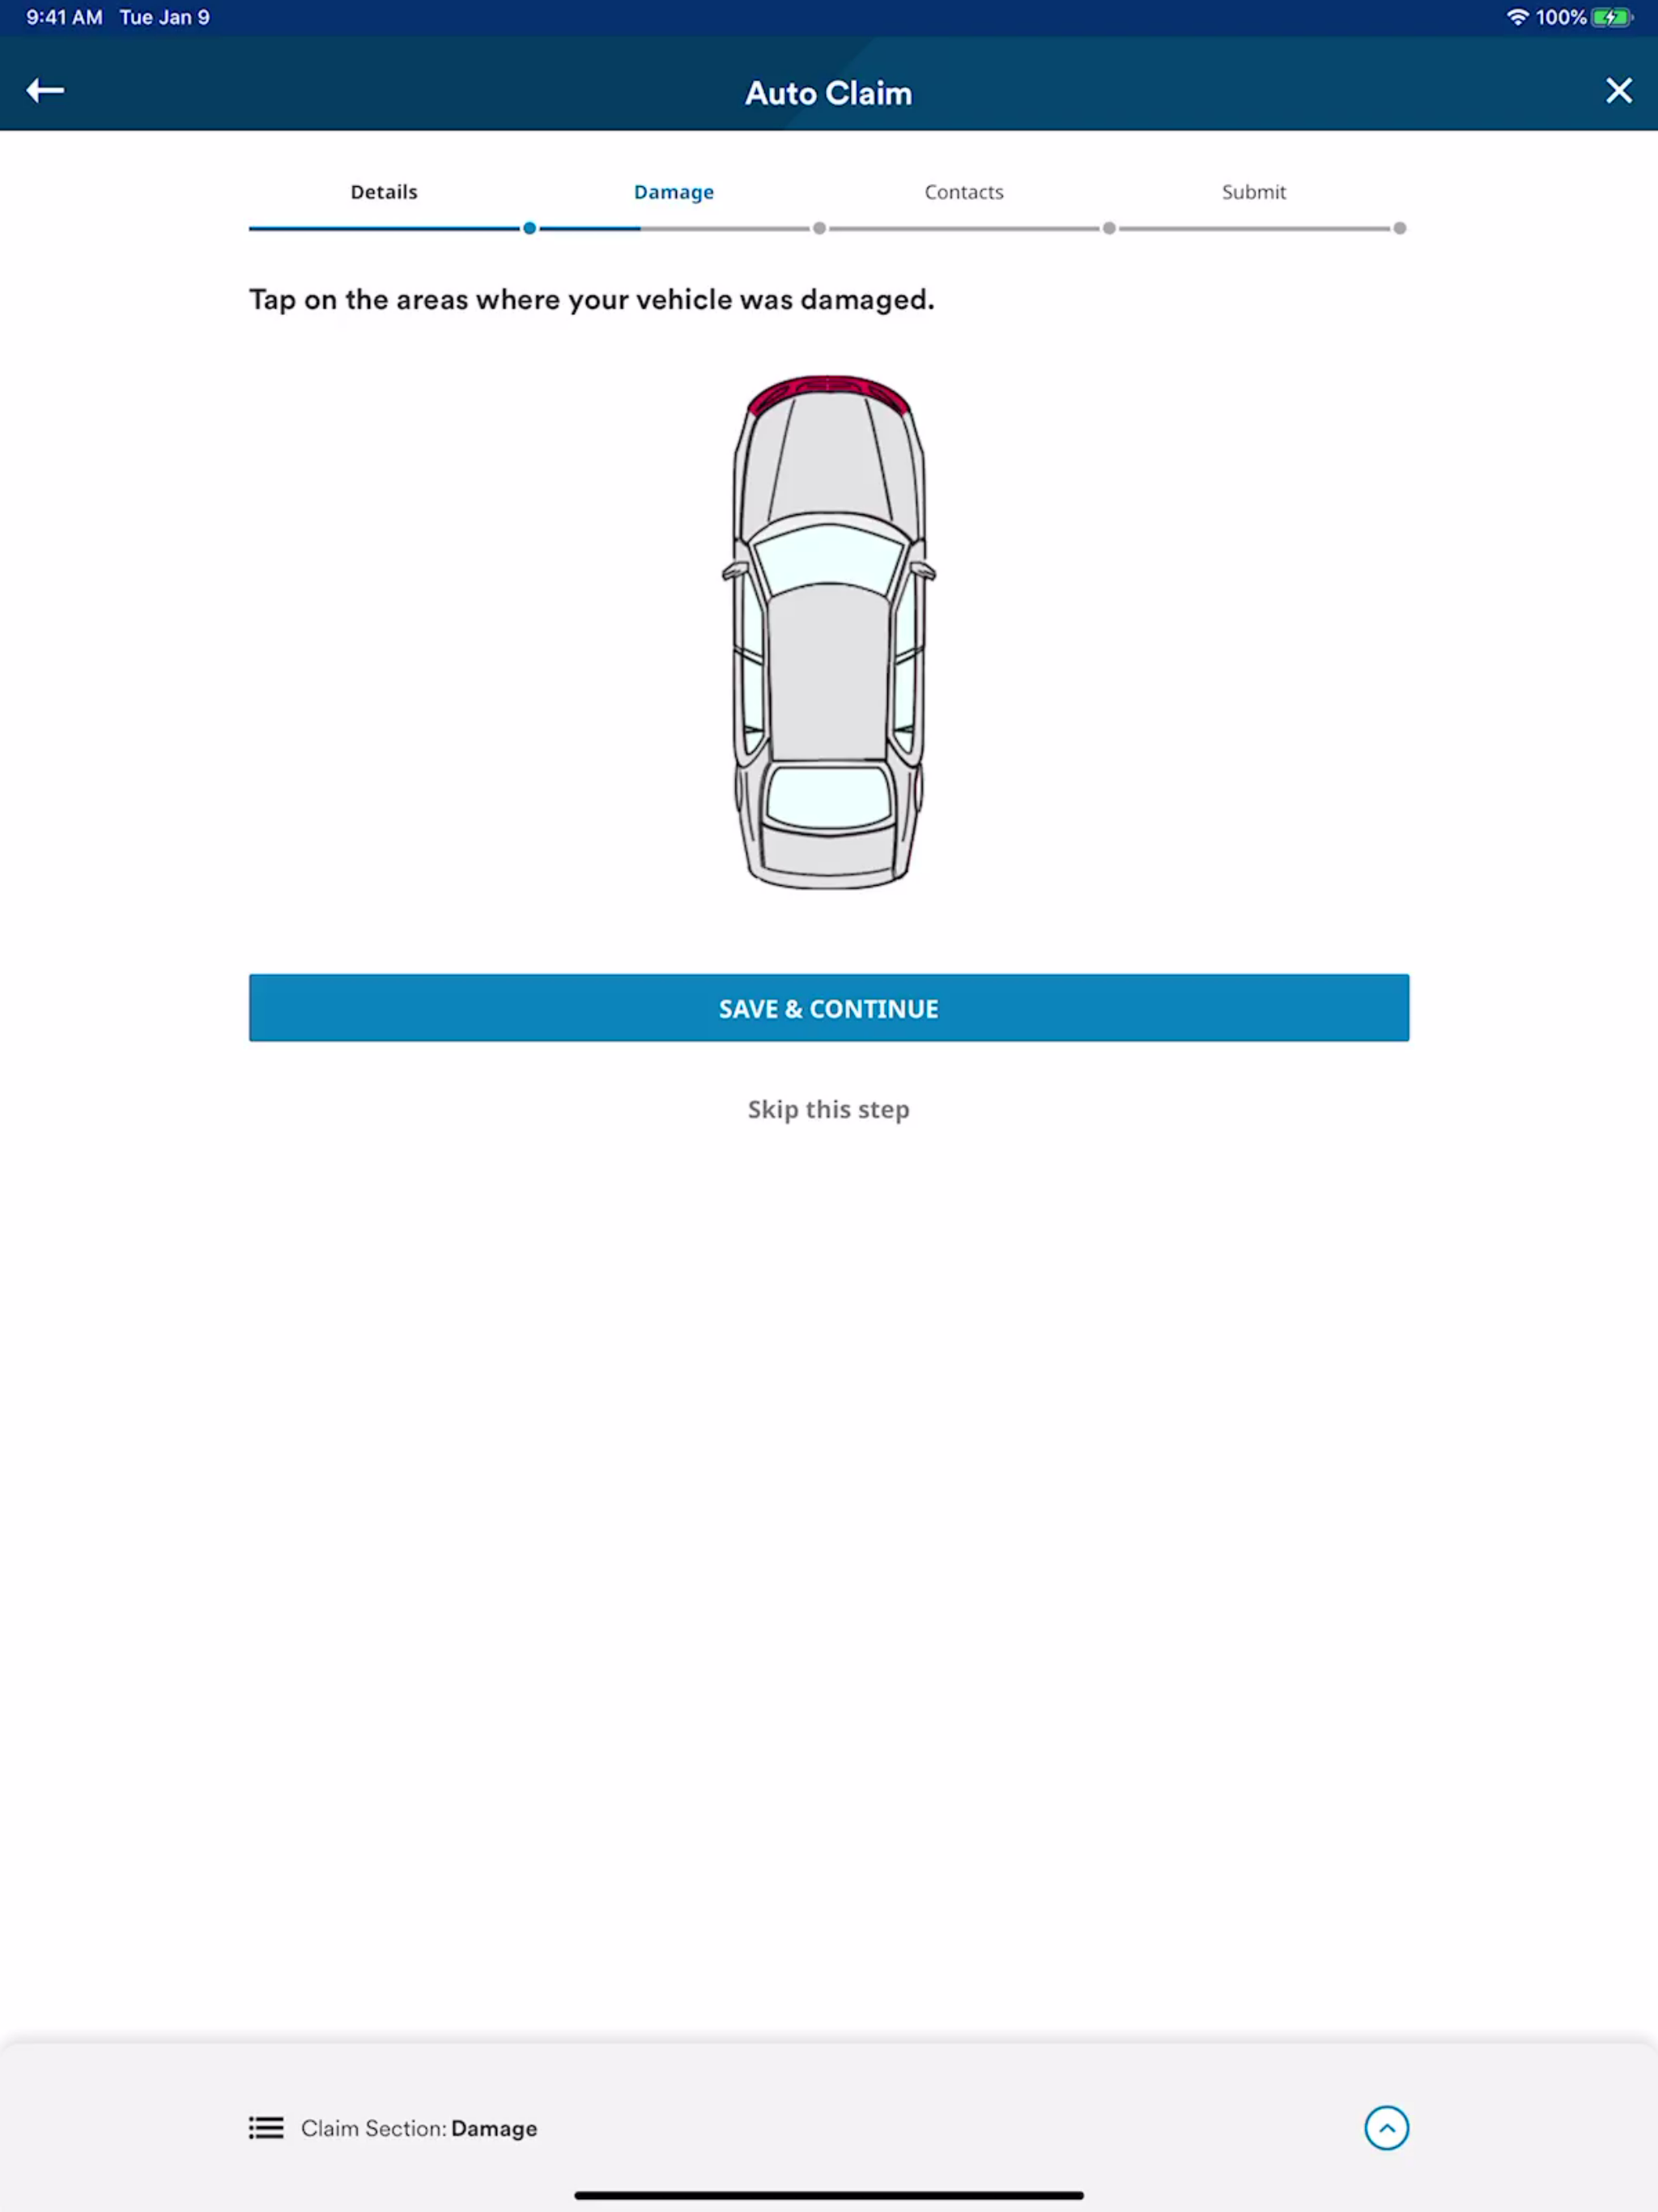 9:41 AM Tue Jan 9 100%
Auto Claim
Details Damage Contacts Submit
Tap on the areas where your vehicle was damaged.
SAVE & CONTINUE
Skip this step
Claim Section: Damage